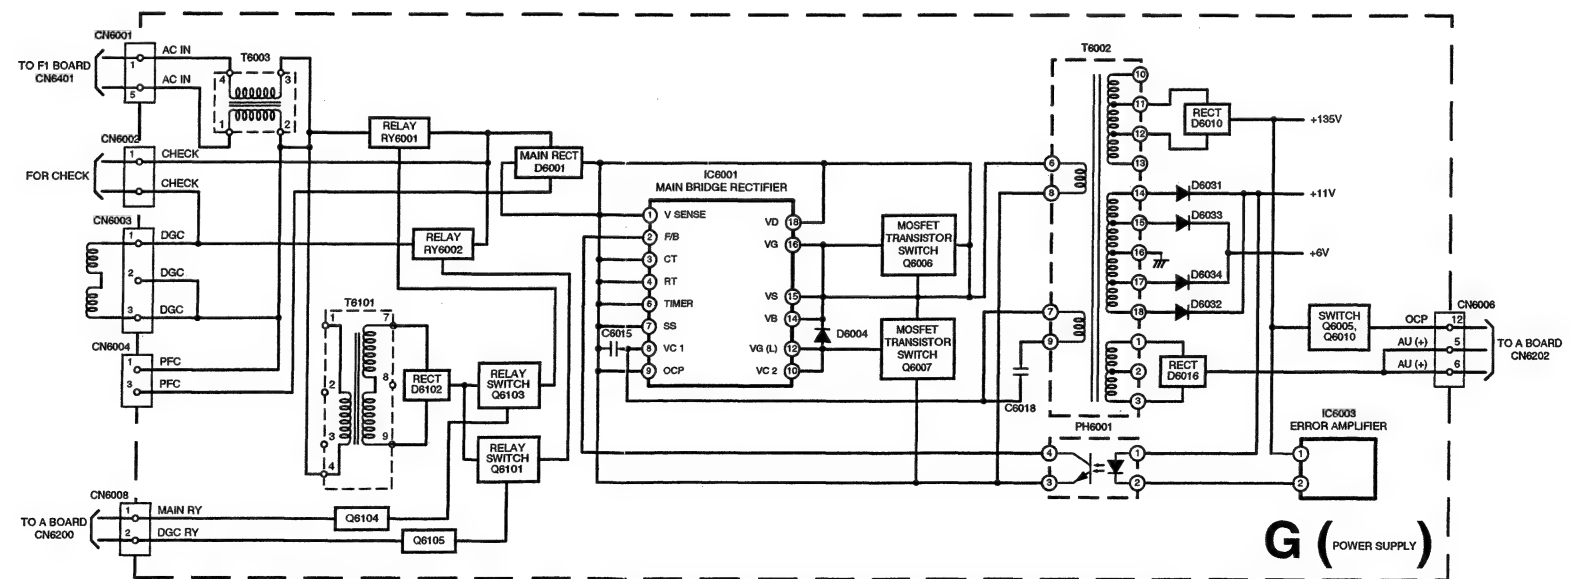 CN6001
TO F1 BOARD
CN6401
1
AC IN
5
AC IN
T6003
4
3
1
2
CN6002
FOR CHECK
1
CHECK
CHECK
CN6003
1
DGC
2
DGC
3
DGC
CN6004
1
PFC
3
PFC
RELAY
RY6001
RELAY
RY6002
MAIN RECT
D6001
T6101
1
2
3
4
7
8
9
RECT
D6102
RELAY
SWITCH
Q6103
RELAY
SWITCH
Q6101
CN6008
TO A BOARD
CN6200
1
MAIN RY
2
DGC RY
Q6104
Q6105
IC6001
MAIN BRIDGE RECTIFIER
1 V SENSE
2 F/B
3 CT
4 RT
6 TIMER
7 SS
8 VC 1
9 OCP
VD 18
VG 16
VS 15
VB 14
VG (L) 12
VC 2 10
C6015
D6004
MOSFET
TRANSISTOR
SWITCH
Q6006
MOSFET
TRANSISTOR
SWITCH
Q6007
T6002
6
8
7
9
10
11
12
13
14
15
16
17
18
1
2
3
C6018
RECT
D6010
+135V
D6031
+11V
D6033
+6V
D6034
D6032
RECT
D6016
PH6001
4
3
1
2
SWITCH
Q6005,
Q6010
CN6006
OCP 12
AU (+) 5
AU (+) 6
TO A BOARD
CN6202
IC6003
ERROR AMPLIFIER
1
2
G (POWER SUPPLY)